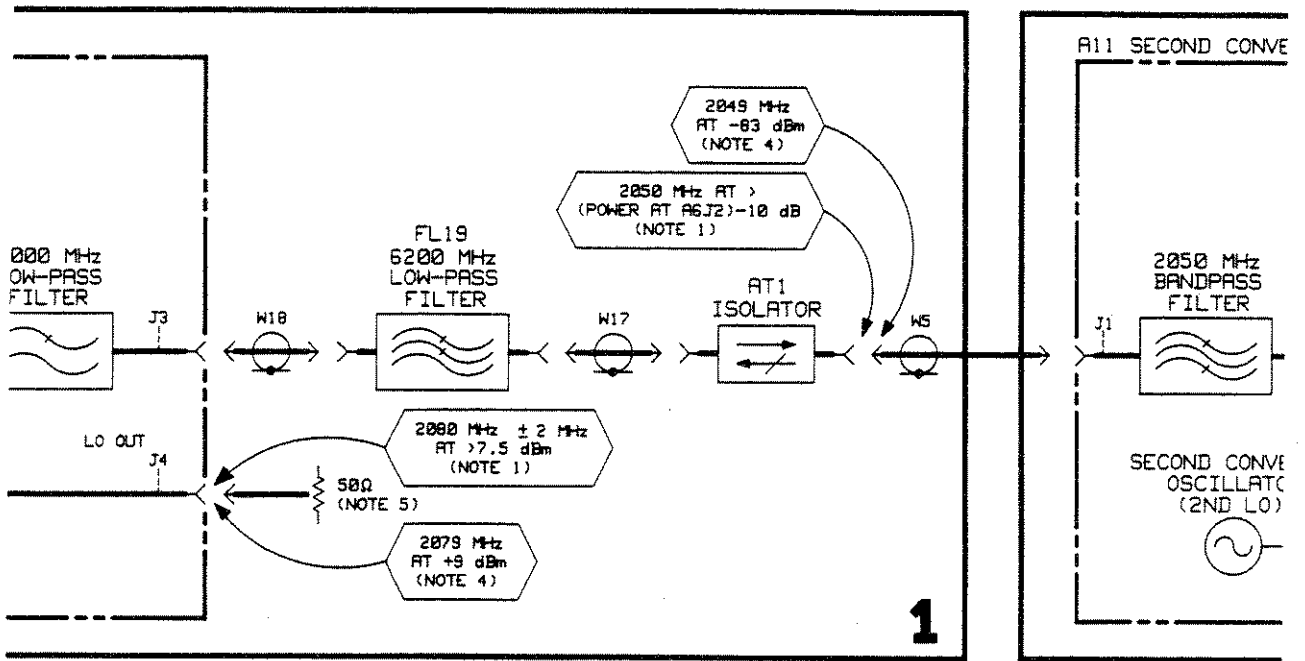 A11 SECOND CONVE
2049 MHz
AT -83 dBm
(NOTE 4)
2050 MHz AT >
(POWER AT A6J2)-10 dB
(NOTE 1)
000 MHz
OW-PASS
FILTER
J3
W18
FL19
6200 MHz
LOW-PASS
FILTER
W17
AT1
ISOLATOR
W5
J1
2050 MHz
BANDPASS
FILTER
LO OUT
J4
2080 MHz ± 2 MHz
AT >7.5 dBm
(NOTE 1)
50Ω
(NOTE 5)
2079 MHz
AT +9 dBm
(NOTE 4)
SECOND CONVE
OSCILLATO
(2ND LO)
1